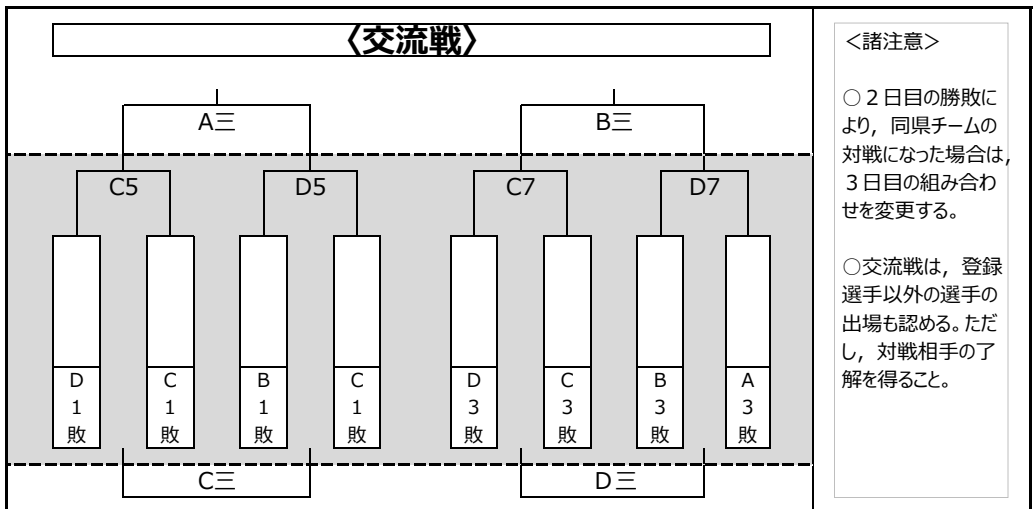 〈交流戦〉
A三
B三
C5
D5
C7
D7
D
1
敗
C
1
敗
B
1
敗
C
1
敗
D
3
敗
C
3
敗
B
3
敗
A
3
敗
C三
D三
＜諸注意＞
○２日目の勝敗に
より，同県チームの
対戦になった場合は，
３日目の組み合わ
せを変更する。
○交流戦は，登録
選手以外の選手の
出場も認める。ただ
し，対戦相手の了
解を得ること。